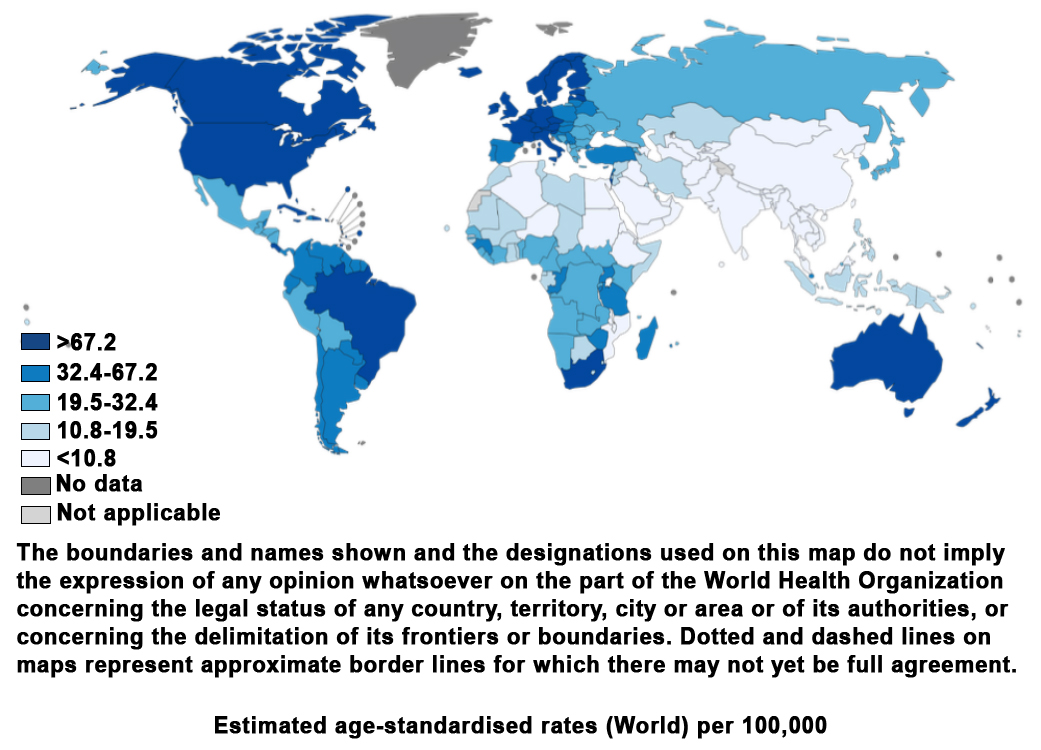 >67.2
32.4-67.2
19.5-32.4
10.8-19.5
<10.8
No data
Not applicable
The boundaries and names shown and the designations used on this map do not imply
the expression of any opinion whatsoever on the part of the World Health Organization
concerning the legal status of any country, territory, city or area or of its authorities, or
concerning the delimitation of its frontiers or boundaries. Dotted and dashed lines on
maps represent approximate border lines for which there may not yet be full agreement.
Estimated age-standardised rates (World) per 100,000